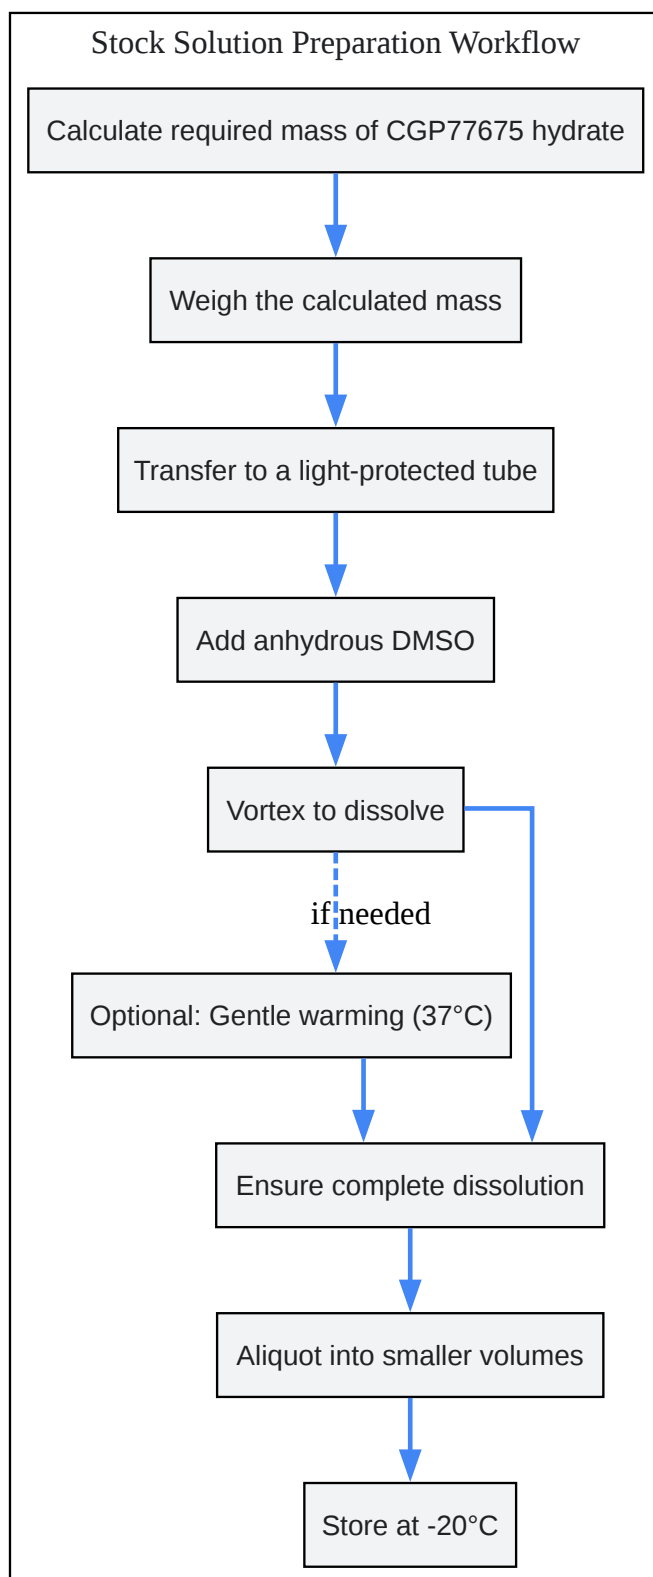 Stock Solution Preparation Workflow
Calculate required mass of CGP77675 hydrate
Weigh the calculated mass
Transfer to a light-protected tube
Add anhydrous DMSO
Vortex to dissolve
if needed
Optional: Gentle warming (37°C)
Ensure complete dissolution
Aliquot into smaller volumes
Store at -20°C